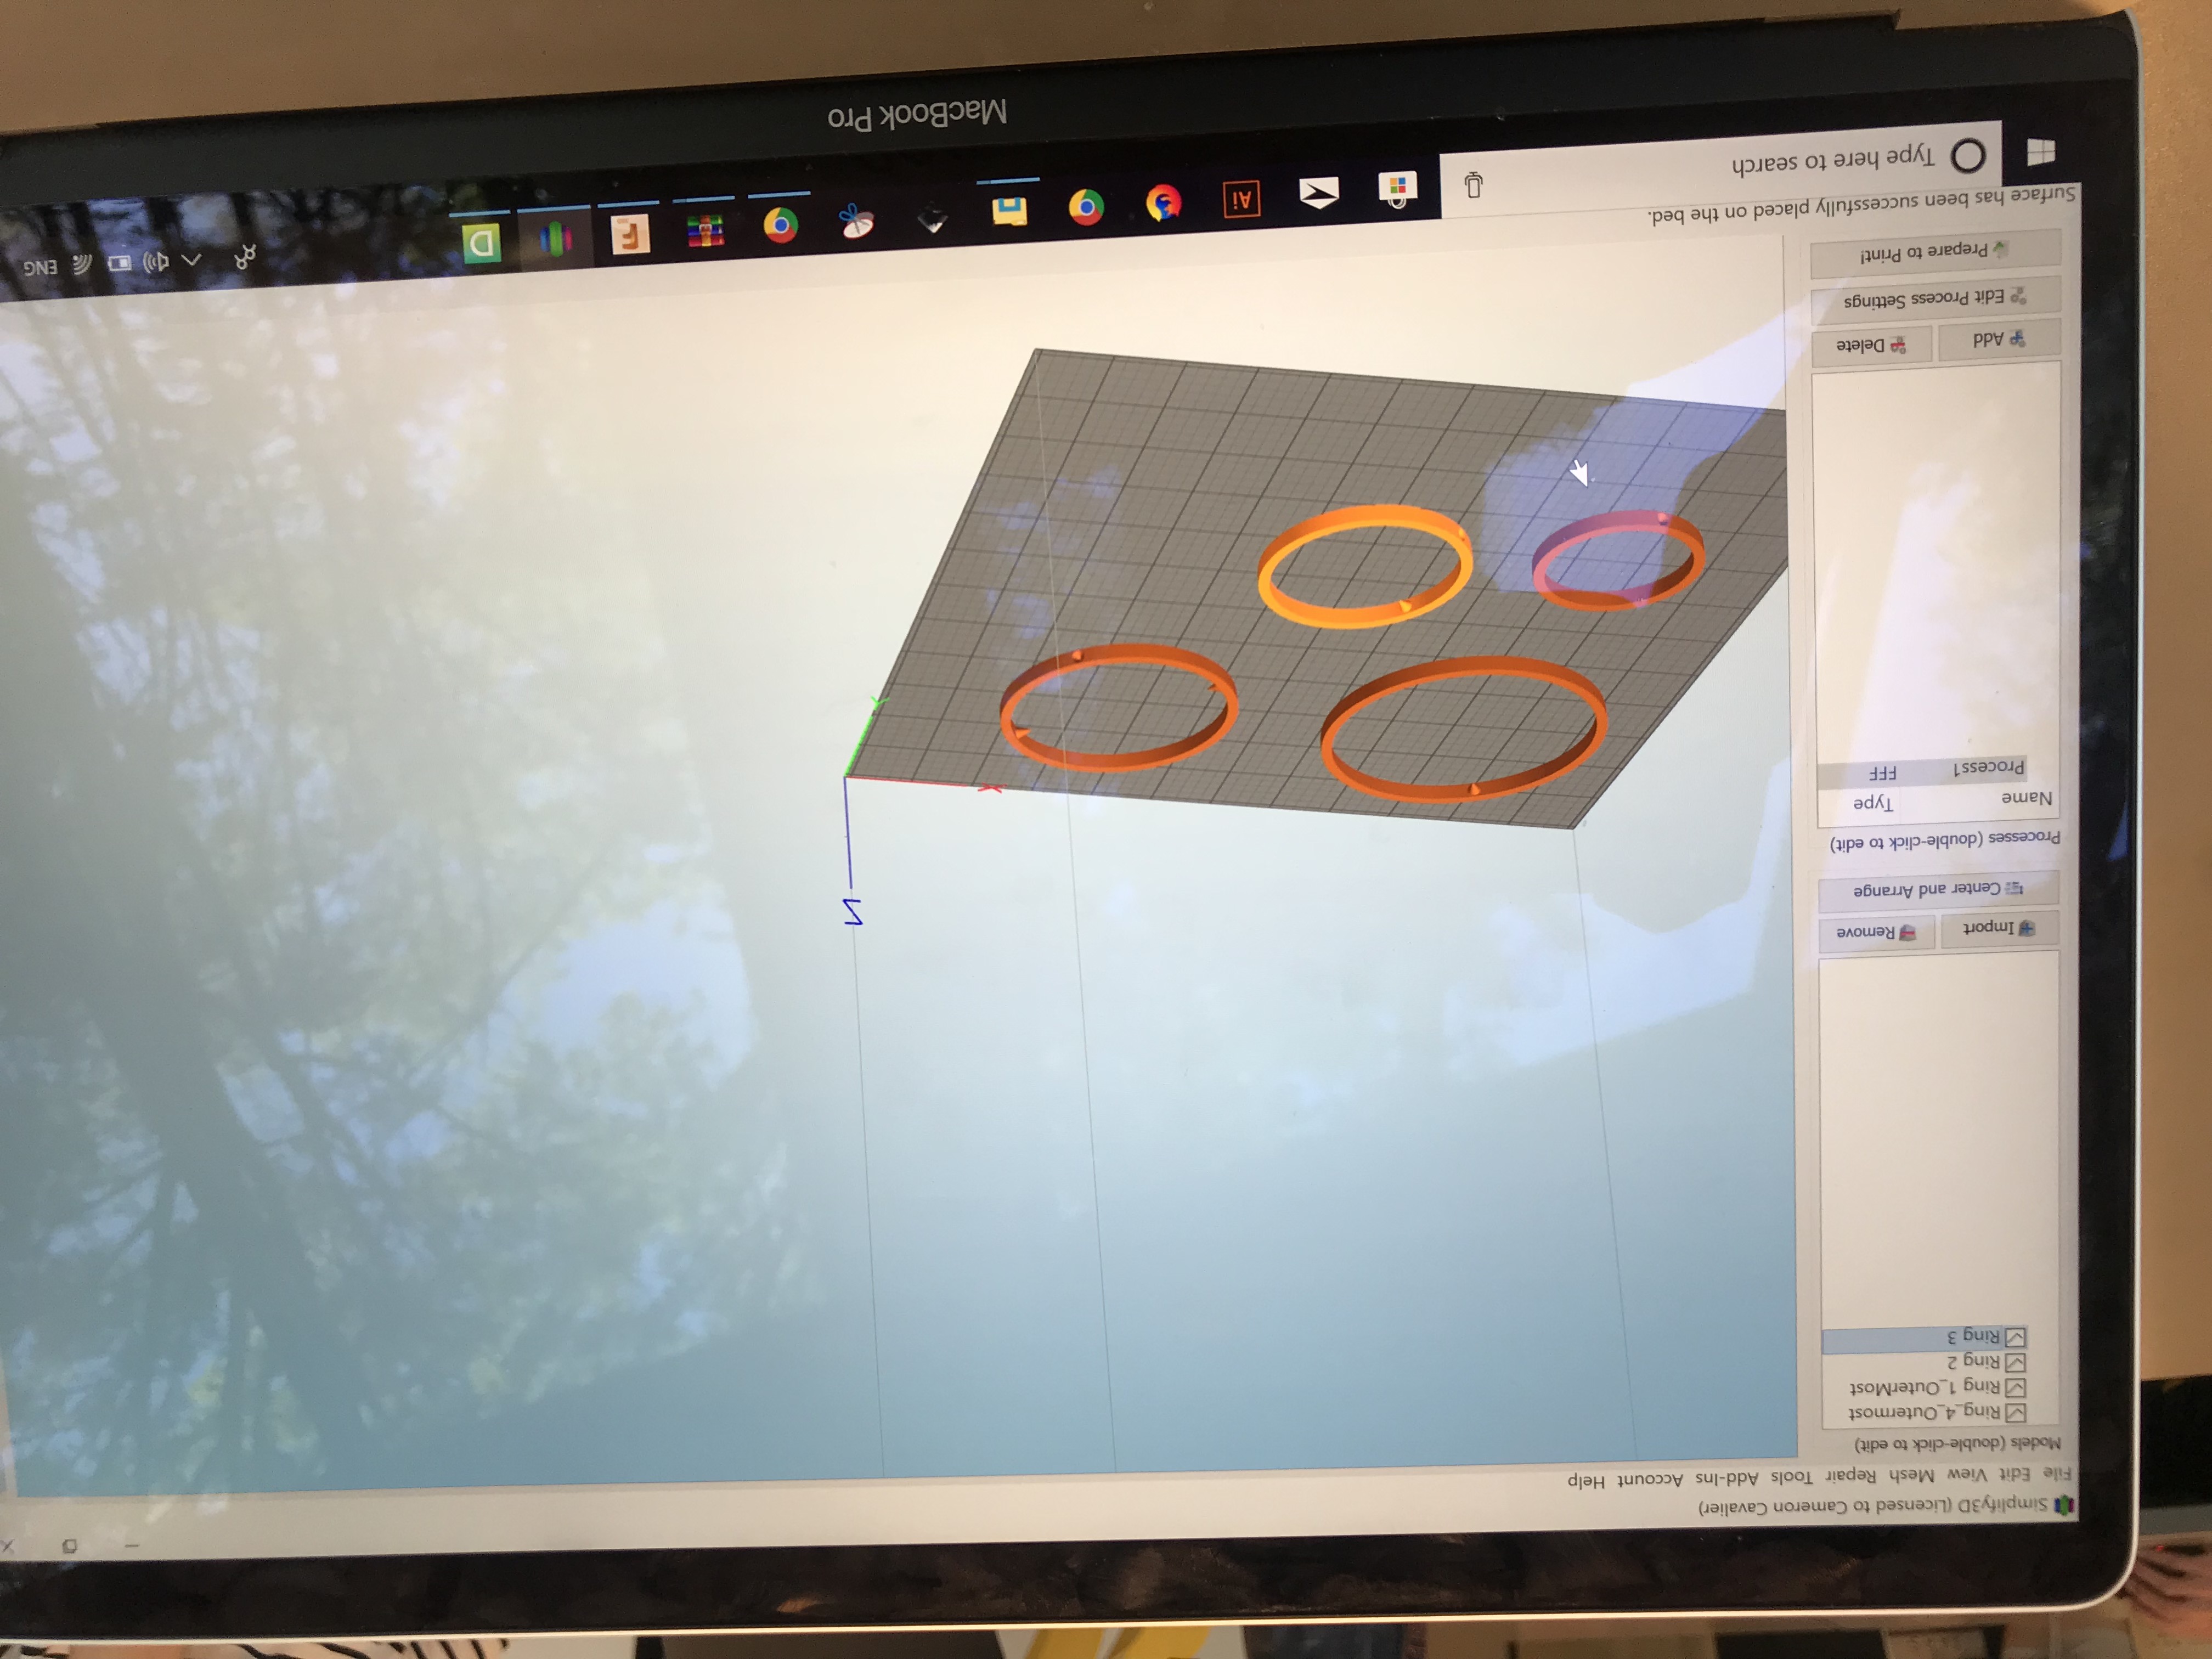 Simplify3D (Licensed to Cameron Cavalier)
File Edit View Mesh Repair Tools Add-Ins Account Help
Models (double-click to edit)
Ring_4_Outermost
Ring 1_OuterMost
Ring 2
Ring 3
Import Remove
Center and Arrange
Processes (double-click to edit)
Name Type
Process1 FFF
Add Delete
Edit Process Settings
Prepare to Print!
Surface has been successfully placed on the bed.
Z
X
Y
Type here to search
Ai
F
D
ENG
MacBook Pro